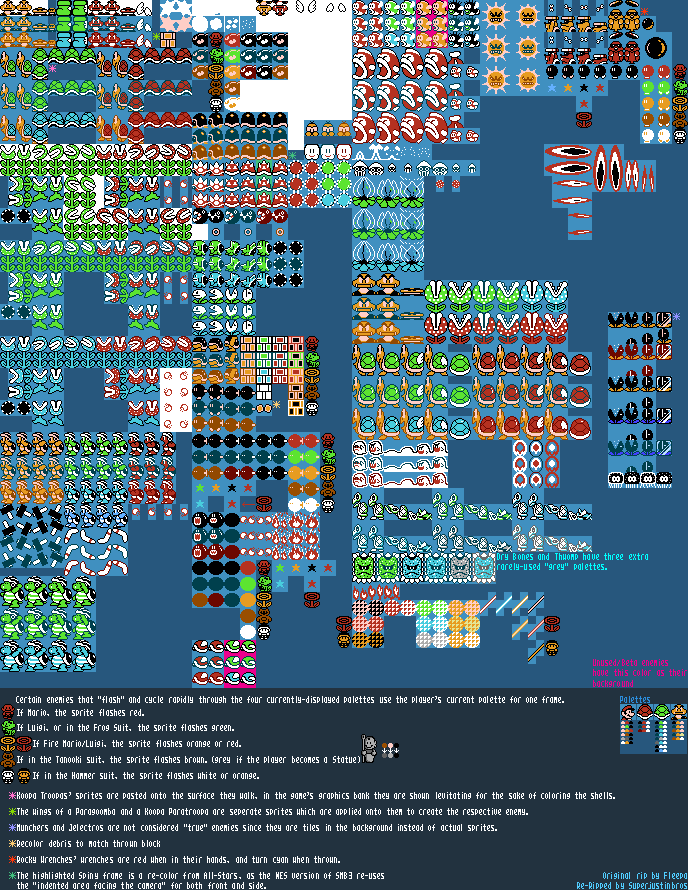 Dry Bones and Thwomp have three extra
rarely-used "grey" palettes.
Certain enemies that "flash" and cycle rapidly through the four currently-displayed palettes use the player's current palette for one frame.
Palettes
If Mario, the sprite flashes red.
If Luigi, or in the Frog Suit, the sprite flashes green.
If Fire Mario/Luigi, the sprite flashes orange or red.
If in the Tanooki suit, the sprite flashes brown, (grey if the player becomes a Statue)
If in the Hammer suit, the sprite flashes white or orange.
Koopa Troopas' sprites are pasted onto the surface they walk, in the game's graphics bank they are shown levitating for the sake of coloring the shells.
The wings of a Paragoomba and a Koopa Paratroopa are seperate sprites which are applied onto them to create the respective enemy.
Munchers and Jelectros are not considered "true" enemies since they are tiles in the background instead of actual sprites.
Recolor debris to match thrown block
Rocky Wrenches' wrenches are red when in their hands, and turn cyan when thrown.
The highlighted Spiny frame is a re-color from All-Stars, as the NES version of SMB3 re-uses
the "indented area facing the camera" for both front and side.
Original rip by Fleepa
Re-Ripped by Superjustinbros